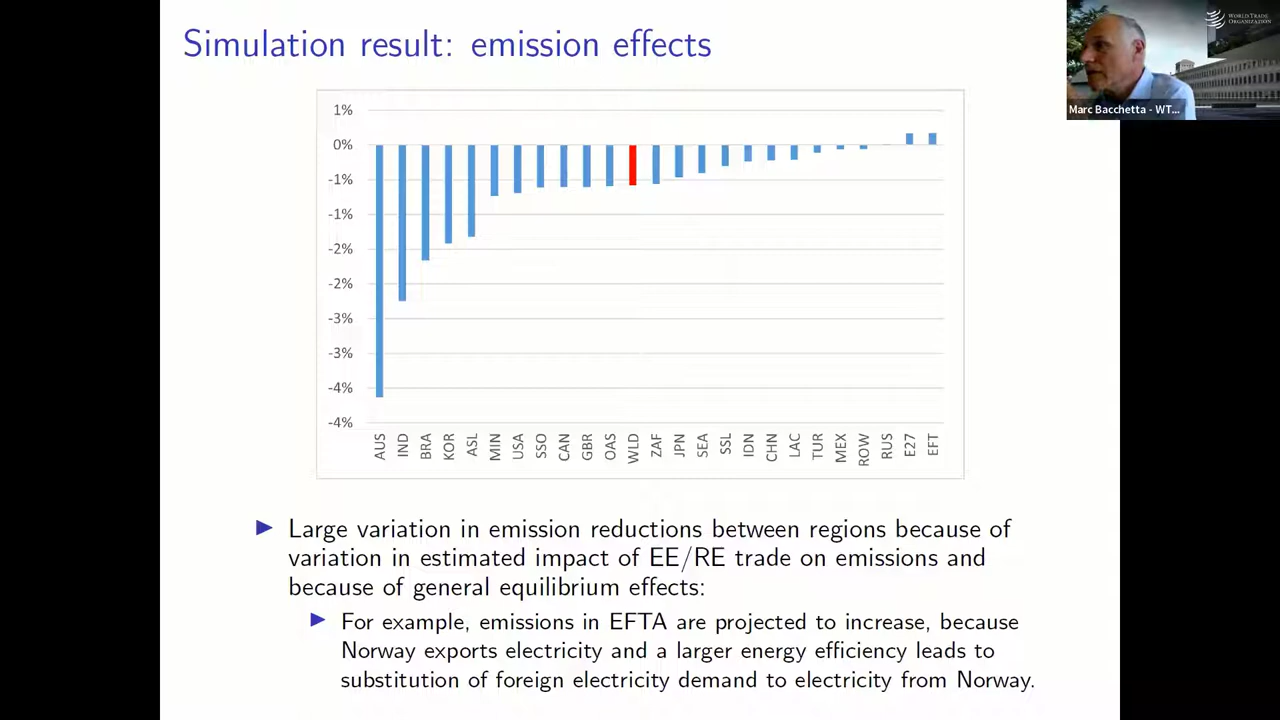 Simulation result: emission effects
WORLD TRADE
ORGANIZATION
Marc Bacchetta - WT...
1%
0%
-1%
-1%
-2%
-2%
-3%
-3%
-4%
-4%
AUS
IND
BRA
KOR
ASL
MIN
USA
SSO
CAN
GBR
OAS
WLD
ZAF
JPN
SEA
SSL
IDN
CHN
LAC
TUR
MEX
ROW
RUS
E27
EFT
Large variation in emission reductions between regions because of
variation in estimated impact of EE/RE trade on emissions and
because of general equilibrium effects:
For example, emissions in EFTA are projected to increase, because
Norway exports electricity and a larger energy efficiency leads to
substitution of foreign electricity demand to electricity from Norway.